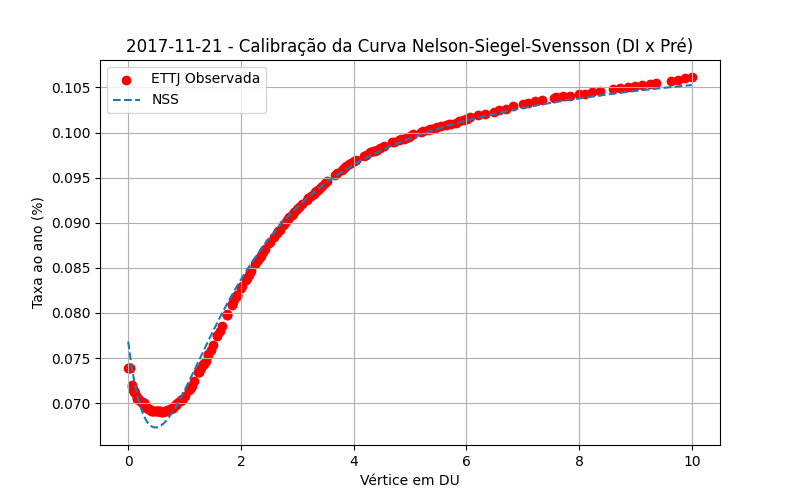 2017-11-21 - Calibração da Curva Nelson-Siegel-Svensson (DI x Pré)
ETTJ Observada
NSS
Taxa ao ano (%)
0.105
0.100
0.095
0.090
0.085
0.080
0.075
0.070
0 2 4 6 8 10
Vértice em DU